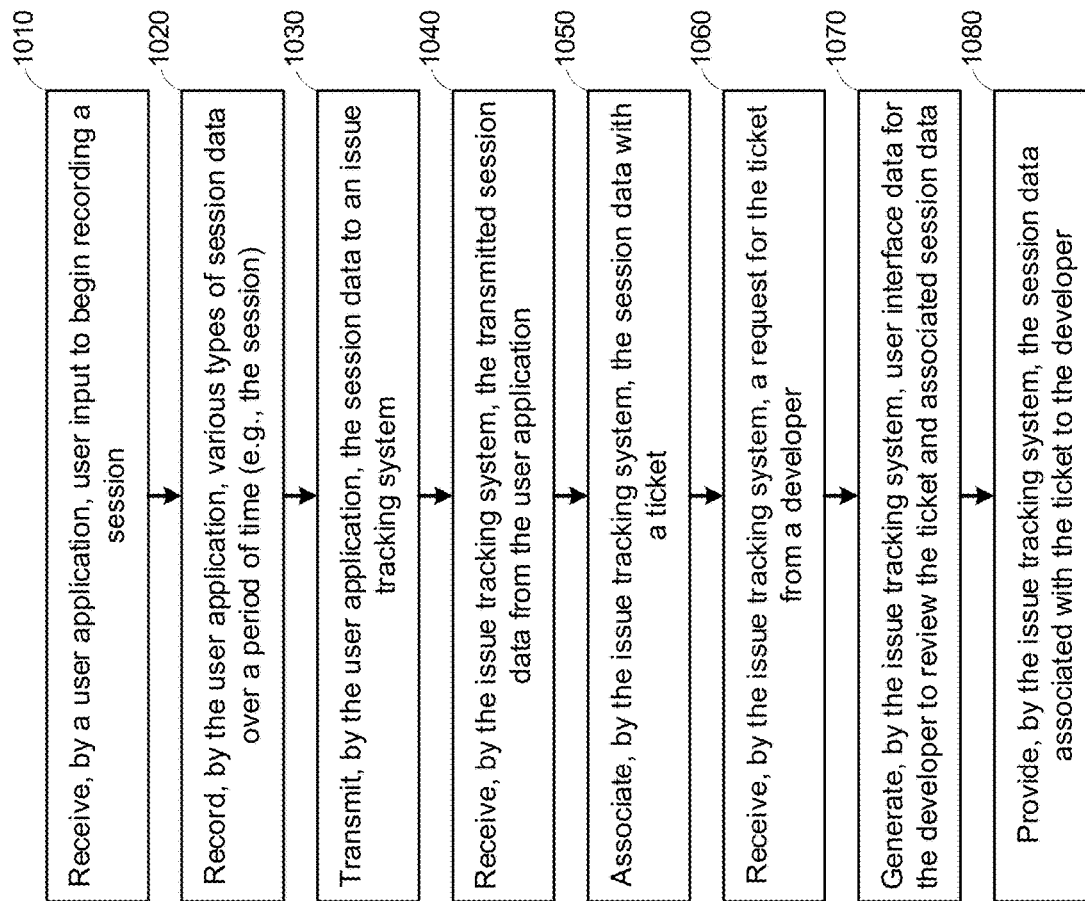 1010
Receive, by a user application, user input to begin recording a
session
1020
Record, by the user application, various types of session data
over a period of time (e.g., the session)
1030
Transmit, by the user application, the session data to an issue
tracking system
1040
Receive, by the issue tracking system, the transmitted session
data from the user application
1050
Associate, by the issue tracking system, the session data with
a ticket
1060
Receive, by the issue tracking system, a request for the ticket
from a developer
1070
Generate, by the issue tracking system, user interface data for
the developer to review the ticket and associated session data
1080
Provide, by the issue tracking system, the session data
associated with the ticket to the developer